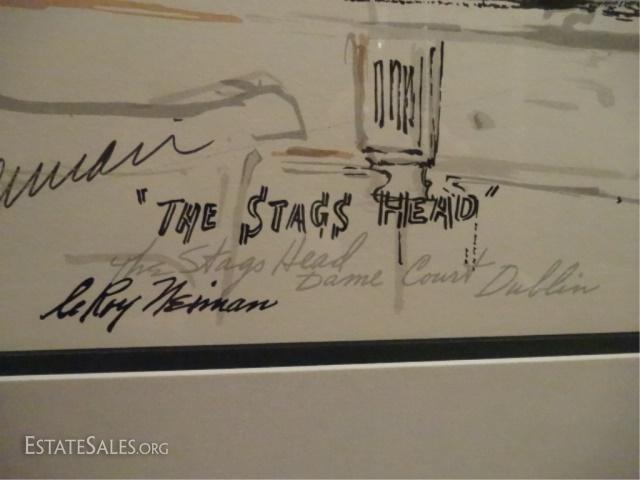 "THE STAGS HEAD"
The Stags Head
Dame Court Dublin
LeRoy Neiman
ESTATESALES.ORG